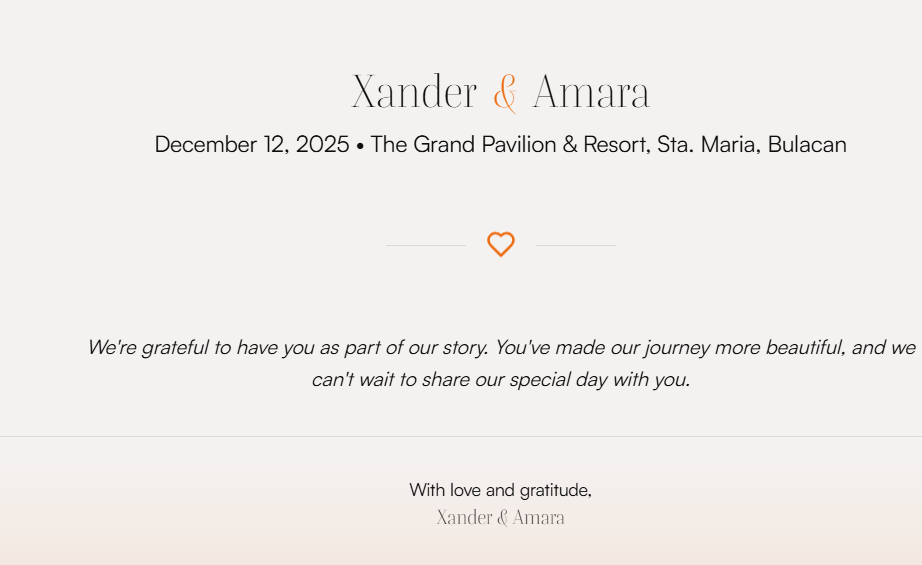 Xander & Amara
December 12, 2025 • The Grand Pavilion & Resort, Sta. Maria, Bulacan
We're grateful to have you as part of our story. You've made our journey more beautiful, and we
can't wait to share our special day with you.
With love and gratitude,
Xander & Amara